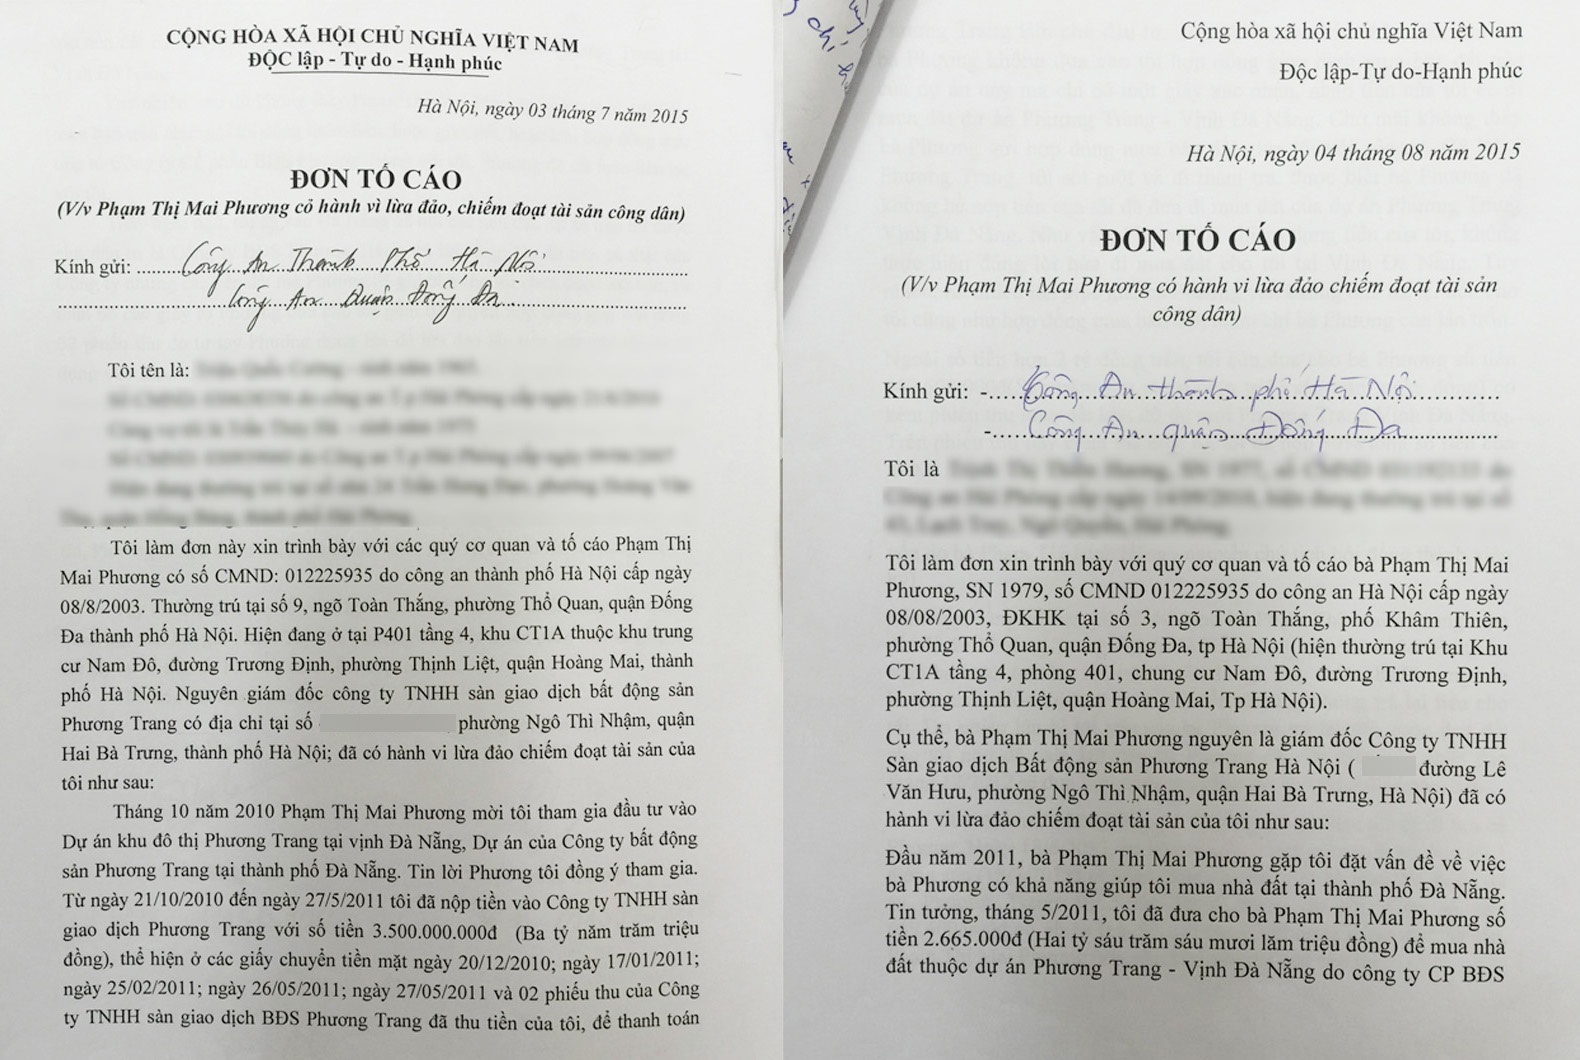 CỘNG HÒA XÃ HỘI CHỦ NGHĨA VIỆT NAM
ĐỘC lập - Tự do - Hạnh phúc
Hà Nội, ngày 03 tháng 7 năm 2015
ĐƠN TỐ CÁO
(V/v Phạm Thị Mai Phương có hành vi lừa đảo, chiếm đoạt tài sản công dân)
Kính gửi: Công An Thành Phố Hà Nội
Công An Quận Đống Đa
Tôi tên là:
Tôi làm đơn này xin trình bày với các quý cơ quan và tố cáo Phạm Thị
Mai Phương có số CMND: 012225935 do công an thành phố Hà Nội cấp ngày
08/8/2003. Thường trú tại số 9, ngõ Toàn Thắng, phường Thổ Quan, quận Đống
Đa thành phố Hà Nội. Hiện đang ở tại P401 tầng 4, khu CT1A thuộc khu trung
cư Nam Đô, đường Trương Định, phường Thịnh Liệt, quận Hoàng Mai, thành
phố Hà Nội. Nguyên giám đốc công ty TNHH sàn giao dịch bất động sản
Phương Trang có địa chỉ tại số phường Ngô Thì Nhậm, quận
Hai Bà Trưng, thành phố Hà Nội; đã có hành vi lừa đảo chiếm đoạt tài sản của
tôi như sau:
Tháng 10 năm 2010 Phạm Thị Mai Phương mời tôi tham gia đầu tư vào
Dự án khu đô thị Phương Trang tại vịnh Đà Nẵng, Dự án của Công ty bất động
sản Phương Trang tại thành phố Đà Nẵng. Tin lời Phương tôi đồng ý tham gia.
Từ ngày 21/10/2010 đến ngày 27/5/2011 tôi đã nộp tiền vào Công ty TNHH sàn
giao dịch Phương Trang với số tiền 3.500.000.000đ (Ba tỷ năm trăm triệu
đồng), thể hiện ở các giấy chuyển tiền mặt ngày 20/12/2010; ngày 17/01/2011;
ngày 25/02/2011; ngày 26/05/2011; ngày 27/05/2011 và 02 phiếu thu của Công
ty TNHH sàn giao dịch BĐS Phương Trang đã thu tiền của tôi, để thanh toán
Cộng hòa xã hội chủ nghĩa Việt Nam
Độc lập-Tự do-Hạnh phúc
Hà Nội, ngày 04 tháng 08 năm 2015
ĐƠN TỐ CÁO
(V/v Phạm Thị Mai Phương có hành vi lừa đảo chiếm đoạt tài sản
công dân)
Kính gửi: - Công An thành phố Hà Nội
- Công An quận Đống Đa
Tôi là
Tôi làm đơn xin trình bày với quý cơ quan và tố cáo bà Phạm Thị Mai
Phương, SN 1979, số CMND 012225935 do công an Hà Nội cấp ngày
08/08/2003, ĐKHK tại số 3, ngõ Toàn Thắng, phố Khâm Thiên,
phường Thổ Quan, quận Đống Đa, tp Hà Nội (hiện thường trú tại Khu
CT1A tầng 4, phòng 401, chung cư Nam Đô, đường Trương Định,
phường Thịnh Liệt, quận Hoàng Mai, Tp Hà Nội).
Cụ thể, bà Phạm Thị Mai Phương nguyên là giám đốc Công ty TNHH
Sàn giao dịch Bất động sản Phương Trang Hà Nội ( đường Lê
Văn Hưu, phường Ngô Thì Nhậm, quận Hai Bà Trưng, Hà Nội) đã có
hành vi lừa đảo chiếm đoạt tài sản của tôi như sau:
Đầu năm 2011, bà Phạm Thị Mai Phương gặp tôi đặt vấn đề về việc
bà Phương có khả năng giúp tôi mua nhà đất tại thành phố Đà Nẵng.
Tin tưởng, tháng 5/2011, tôi đã đưa cho bà Phạm Thị Mai Phương số
tiền 2.665.000đ (Hai tỷ sáu trăm sáu mươi lăm triệu đồng) để mua nhà
đất thuộc dự án Phương Trang - Vịnh Đà Nẵng do công ty CP BĐS